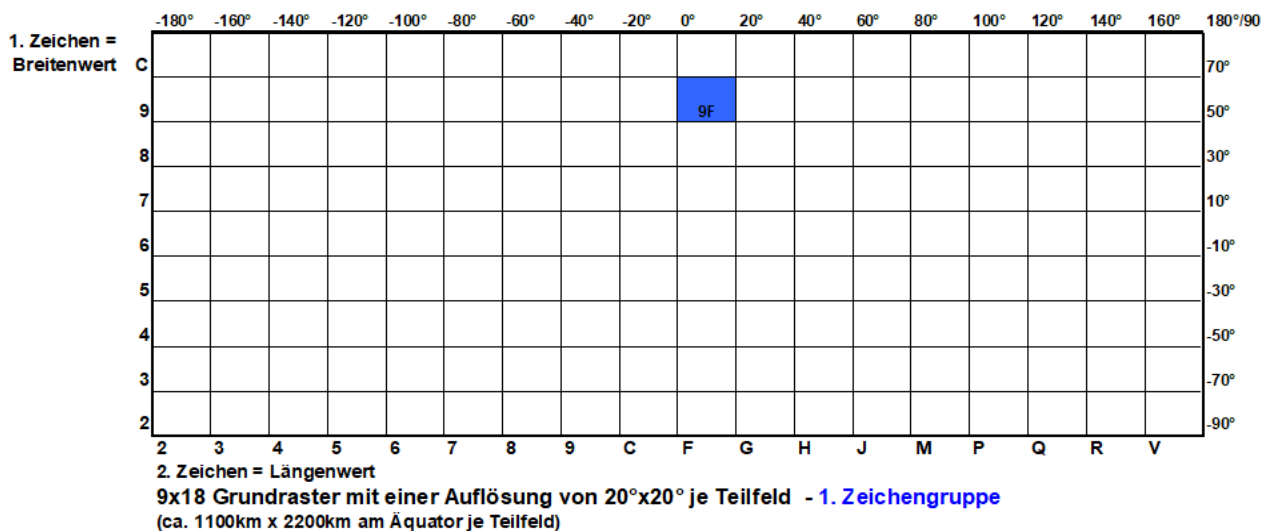 -180° -160° -140° -120° -100° -80° -60° -40° -20° 0° 20° 40° 60° 80° 100° 120° 140° 160° 180°/90
1. Zeichen =
Breitenwert C 70°
9 9F 50°
8 30°
7 10°
6 -10°
5 -30°
4 -50°
3 -70°
2 -90°
2 3 4 5 6 7 8 9 C F G H J M P Q R V
2. Zeichen = Längenwert
9x18 Grundraster mit einer Auflösung von 20°x20° je Teilfeld - 1. Zeichengruppe
(ca. 1100km x 2200km am Äquator je Teilfeld)